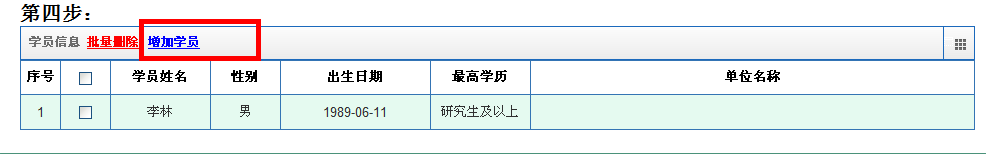 第四步：
学员信息 批量删除 增加学员
序号 学员姓名 性别 出生日期 最高学历 单位名称
1 李林 男 1989-06-11 研究生及以上